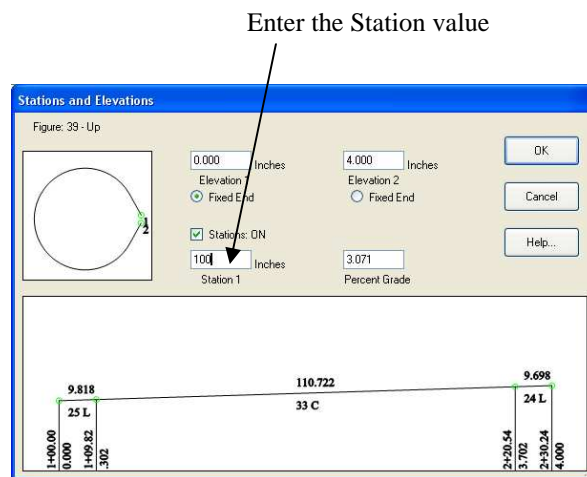 Enter the Station value
Stations and Elevations
Figure: 39 - Up
0.000 Inches
Elevation 1
Fixed End
4.000 Inches
Elevation 2
Fixed End
OK
Cancel
Help...
1
2
Stations: ON
100 Inches
Station 1
3.071
Percent Grade
9.818
25 L
110.722
33 C
9.698
24 L
1+00.00
0.000
1+09.82
.302
2+20.54
3.702
2+30.24
4.000